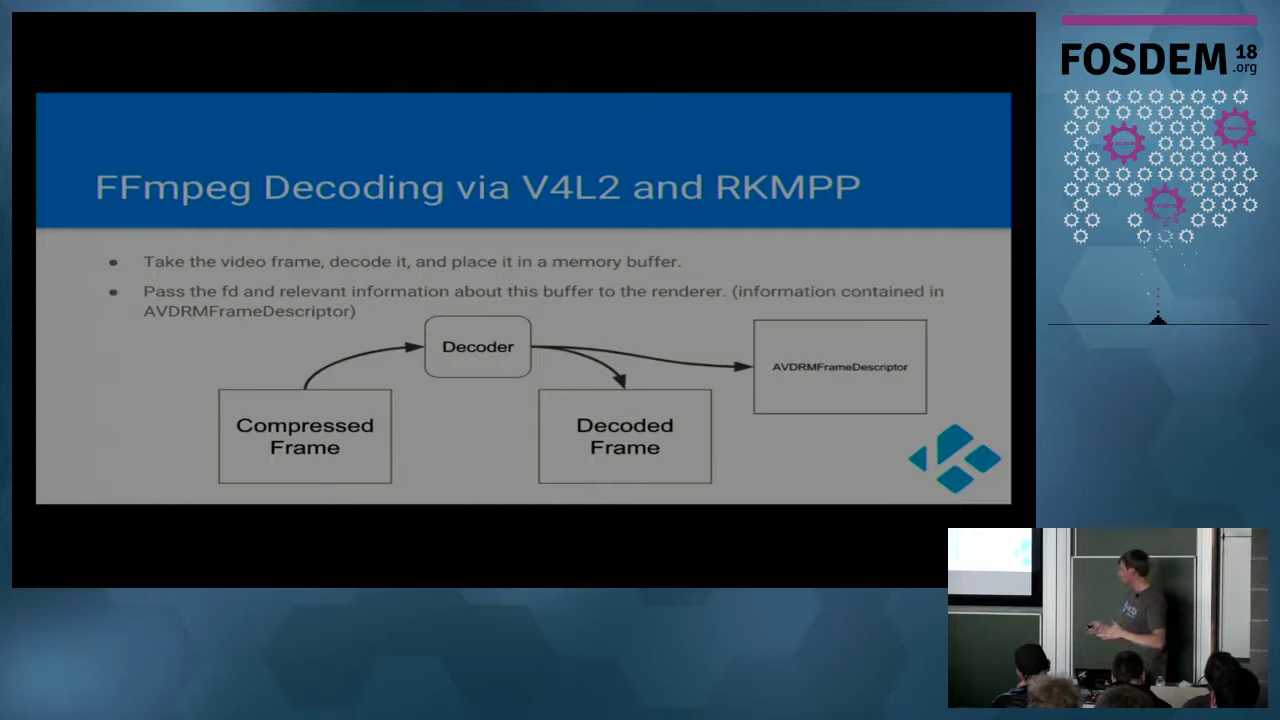 FFmpeg Decoding via V4L2 and RKMPP
● Take the video frame, decode it, and place it in a memory buffer.
● Pass the fd and relevant information about this buffer to the renderer. (information contained in
AVDRMFrameDescriptor)
Decoder
AVDRMFrameDescriptor
Compressed
Frame
Decoded
Frame
FOSDEM 18
.org